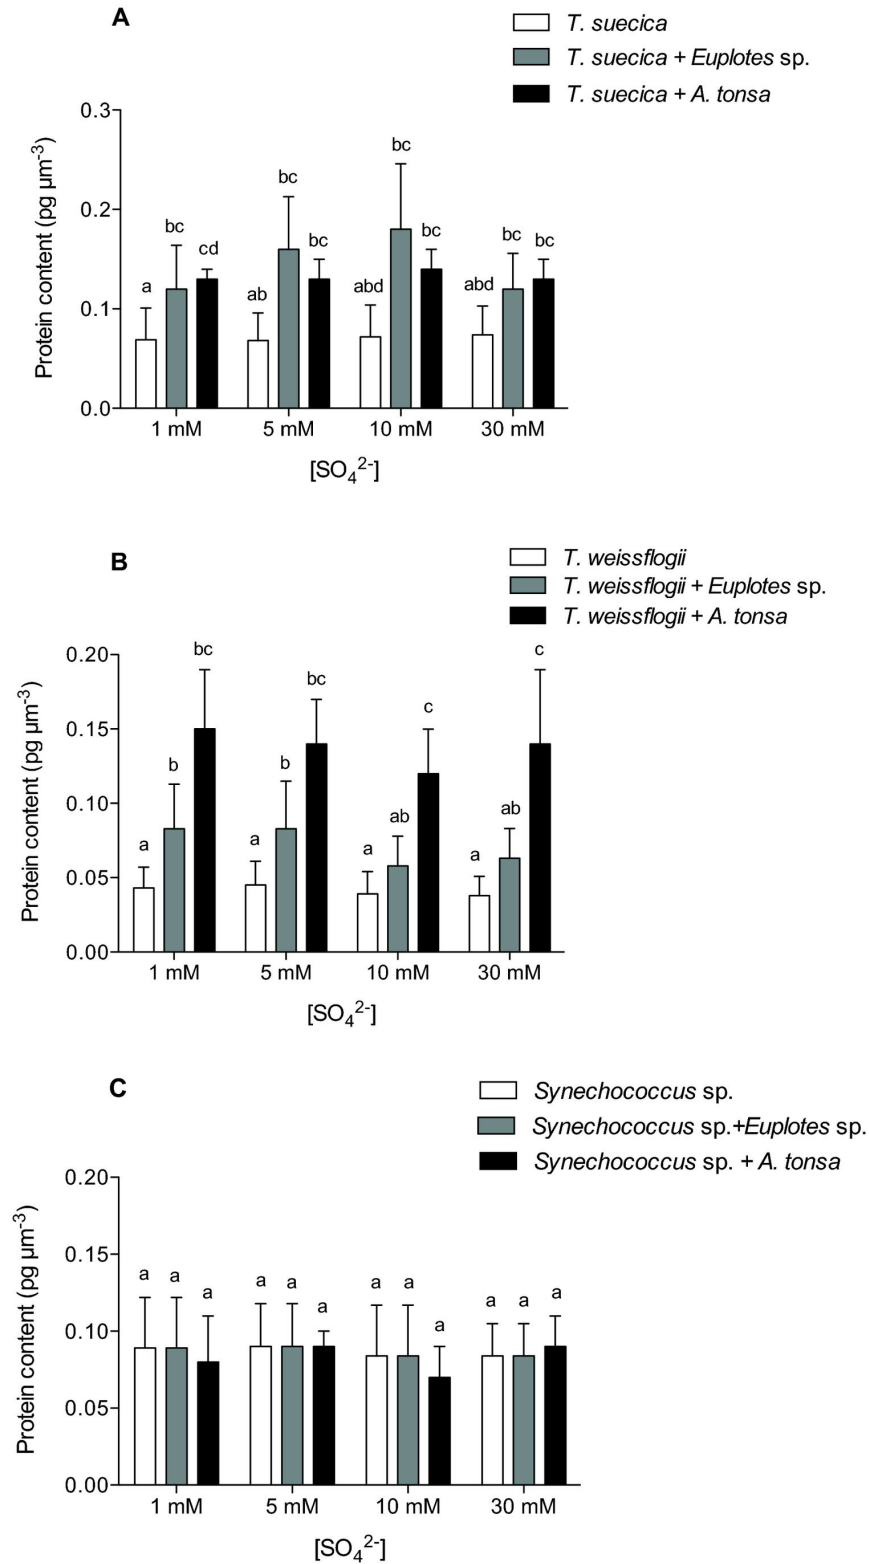 A
T. suecica
T. suecica + Euplotes sp.
T. suecica + A. tonsa
Protein content (pg µm⁻³)
0.3
0.2
0.1
0.0
a bc cd ab bc bc abd bc bc abd bc bc
1 mM 5 mM 10 mM 30 mM
[SO₄²⁻]
B
T. weissflogii
T. weissflogii + Euplotes sp.
T. weissflogii + A. tonsa
Protein content (pg µm⁻³)
0.20
0.15
0.10
0.05
0.00
a b bc a b bc a ab c a ab c
1 mM 5 mM 10 mM 30 mM
[SO₄²⁻]
C
Synechococcus sp.
Synechococcus sp.+Euplotes sp.
Synechococcus sp. + A. tonsa
Protein content (pg µm⁻³)
0.20
0.15
0.10
0.05
0.00
a a a a a a a a a a a a
1 mM 5 mM 10 mM 30 mM
[SO₄²⁻]